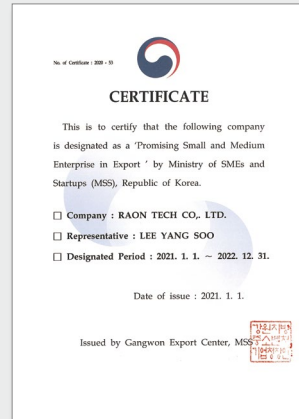 No. of Certificate : 2020 - 53
CERTIFICATE
This is to certify that the following company
is designated as a 'Promising Small and Medium
Enterprise in Export ' by Ministry of SMEs and
Startups (MSS), Republic of Korea.
□ Company : RAON TECH CO,. LTD.
□ Representative : LEE YANG SOO
□ Designated Period : 2021. 1. 1. ~ 2022. 12. 31.
Date of issue : 2021. 1. 1.
Issued by Gangwon Export Center, MSS